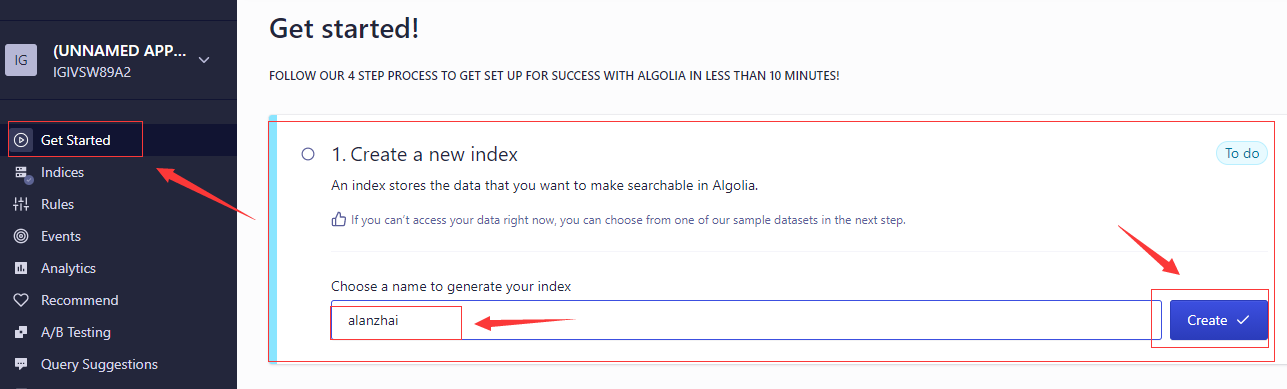 IG
(UNNAMED APP...
IGIVSW89A2
Get Started
Indices
Rules
Events
Analytics
Recommend
A/B Testing
Query Suggestions
Get started!
FOLLOW OUR 4 STEP PROCESS TO GET SET UP FOR SUCCESS WITH ALGOLIA IN LESS THAN 10 MINUTES!
1. Create a new index
To do
An index stores the data that you want to make searchable in Algolia.
If you can't access your data right now, you can choose from one of our sample datasets in the next step.
Choose a name to generate your index
alanzhai
Create